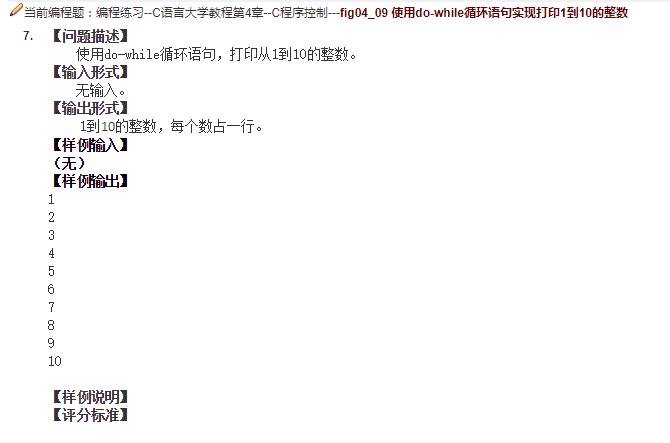 当前编程题：编程练习--C语言大学教程第4章--C程序控制---fig04_09 使用do-while循环语句实现打印1到10的整数
7. 【问题描述】
使用do-while循环语句，打印从1到10的整数。
【输入形式】
无输入。
【输出形式】
1到10的整数，每个数占一行。
【样例输入】
（无）
【样例输出】
1
2
3
4
5
6
7
8
9
10
【样例说明】
【评分标准】